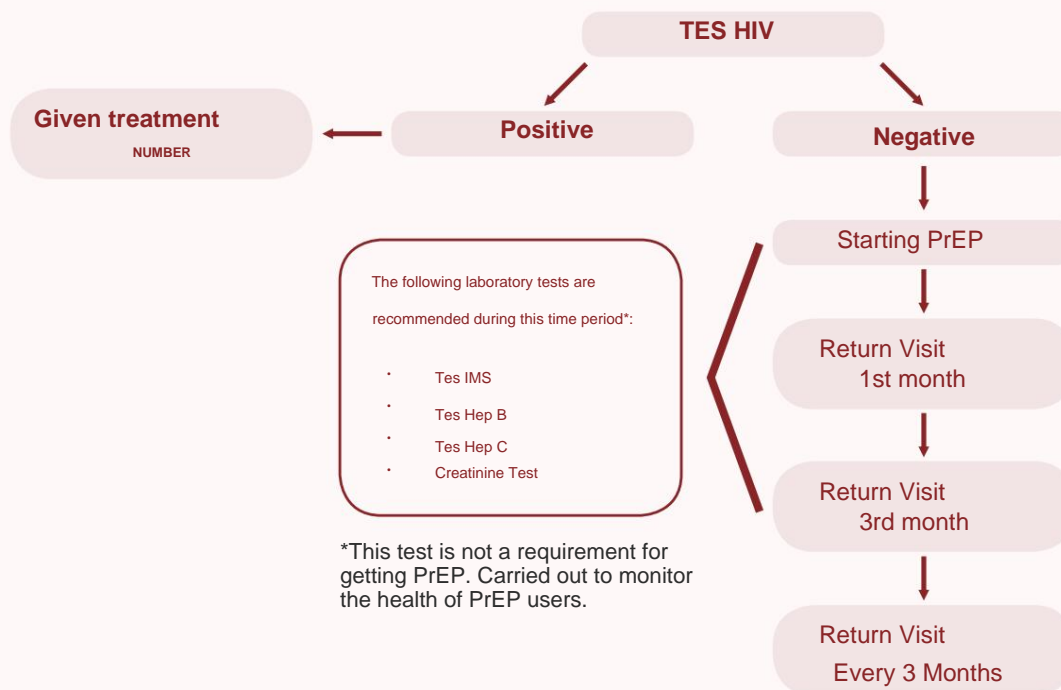 TES HIV
Given treatment
NUMBER
Positive
Negative
Starting PrEP
The following laboratory tests are
recommended during this time period*:
· Tes IMS
· Tes Hep B
· Tes Hep C
· Creatinine Test
Return Visit
1st month
Return Visit
3rd month
*This test is not a requirement for
getting PrEP. Carried out to monitor
the health of PrEP users.
Return Visit
Every 3 Months